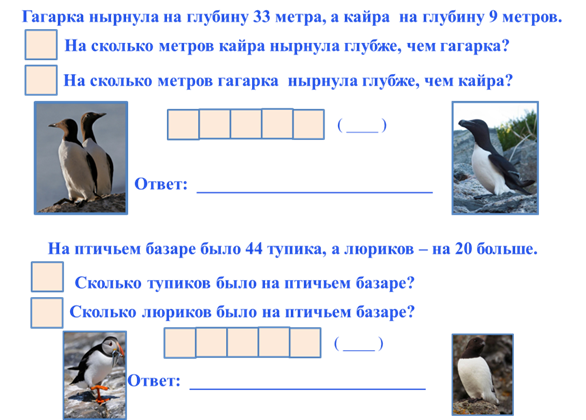 Гагарка нырнула на глубину 33 метра, а кайра на глубину 9 метров.
На сколько метров кайра нырнула глубже, чем гагарка?
На сколько метров гагарка нырнула глубже, чем кайра?
( ____ )
Ответ: ____________________________
На птичьем базаре было 44 тупика, а люриков – на 20 больше.
Сколько тупиков было на птичьем базаре?
Сколько люриков было на птичьем базаре?
( ____ )
Ответ: ____________________________